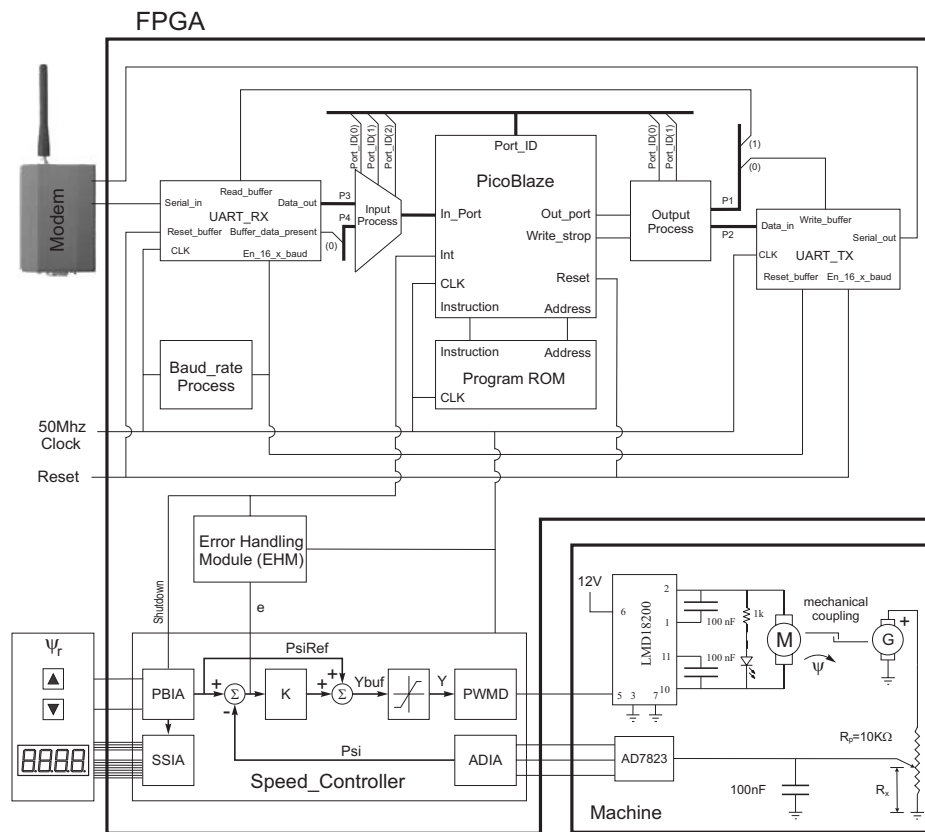 FPGA
Modem
Port_ID(0)
Port_ID(1)
Port_ID(2)
Port_ID
PicoBlaze
In_Port
Int
CLK
Instruction
Out_port
Write_strop
Reset
Address
Port_ID(0)
Port_ID(1)
(1)
(0)
Read_buffer
Serial_in
Data_out
UART_RX
Reset_buffer
Buffer_data_present
CLK
En_16_x_baud
P3
P4
(0)
Input
Process
Output
Process
P1
P2
Data_in
Write_buffer
Serial_out
CLK
UART_TX
Reset_buffer
En_16_x_baud
Instruction
Address
Program ROM
CLK
Baud_rate
Process
50Mhz
Clock
Reset
Error Handling
Module (EHM)
Shutdown
e
Ψr
8.8.8.8.
PBIA
SSIA
PsiRef
+
Σ
-
K
+
+
Σ
Ybuf
Y
PWMD
Psi
ADIA
Speed_Controller
12V
6
LMD18200
2
1
11
10
5
3
7
100 nF
100 nF
1k
M
Ψ
mechanical
coupling
G
+
AD7823
100nF
Rp=10KΩ
Rx
Machine